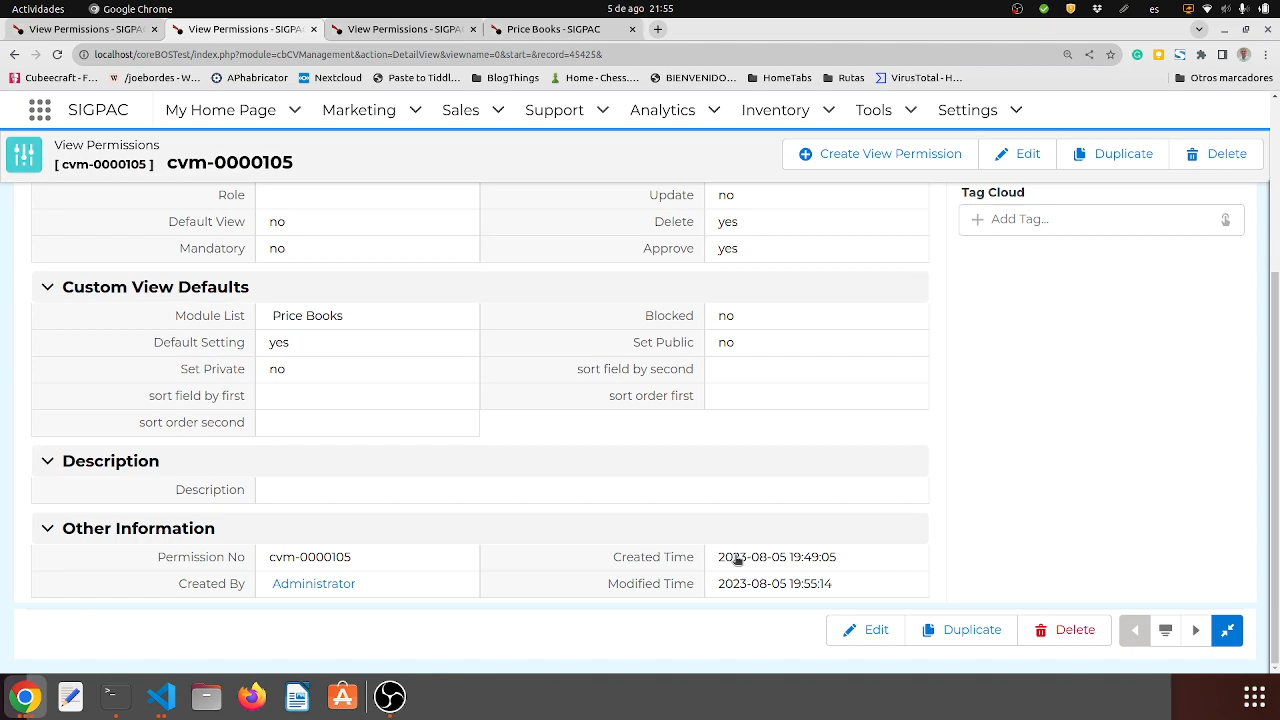 Actividades Google Chrome 5 de ago 21:55 es
View Permissions - SIGPAC × View Permissions - SIGPAC × View Permissions - SIGPAC × Price Books - SIGPAC × +
localhost/coreBOSTest/index.php?module=cbCVManagement&action=DetailView&viewname=0&start=&record=45425&
Cubecraft - F... /joebordes - W... APhabricator Nextcloud Paste to Tiddl... BlogThings Home - Chess.... BIENVENIDO... HomeTabs Rutas VirusTotal - H... Otros marcadores
SIGPAC My Home Page Marketing Sales Support Analytics Inventory Tools Settings
View Permissions
[ cvm-0000105 ] cvm-0000105
Create View Permission Edit Duplicate Delete
Role Update no
Default View no Delete yes
Mandatory no Approve yes
Tag Cloud
Add Tag...
Custom View Defaults
Module List Price Books Blocked no
Default Setting yes Set Public no
Set Private no sort field by second
sort field by first sort order first
sort order second
Description
Description
Other Information
Permission No cvm-0000105 Created Time 2023-08-05 19:49:05
Created By Administrator Modified Time 2023-08-05 19:55:14
Edit Duplicate Delete